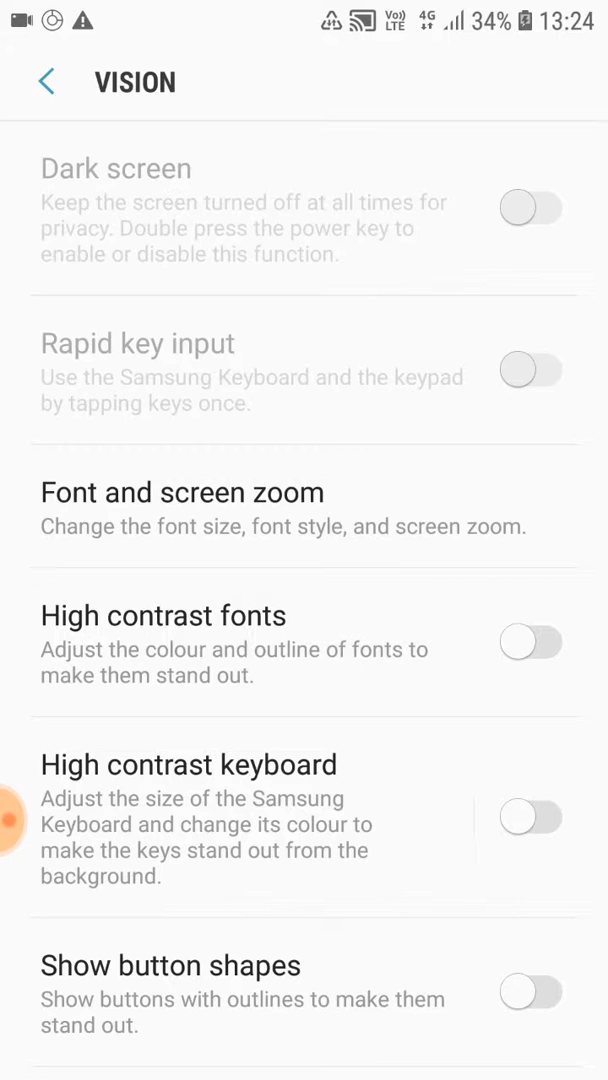 Vo)) LTE 4G 34% 13:24
VISION
Dark screen
Keep the screen turned off at all times for
privacy. Double press the power key to
enable or disable this function.
Rapid key input
Use the Samsung Keyboard and the keypad
by tapping keys once.
Font and screen zoom
Change the font size, font style, and screen zoom.
High contrast fonts
Adjust the colour and outline of fonts to
make them stand out.
High contrast keyboard
Adjust the size of the Samsung
Keyboard and change its colour to
make the keys stand out from the
background.
Show button shapes
Show buttons with outlines to make them
stand out.